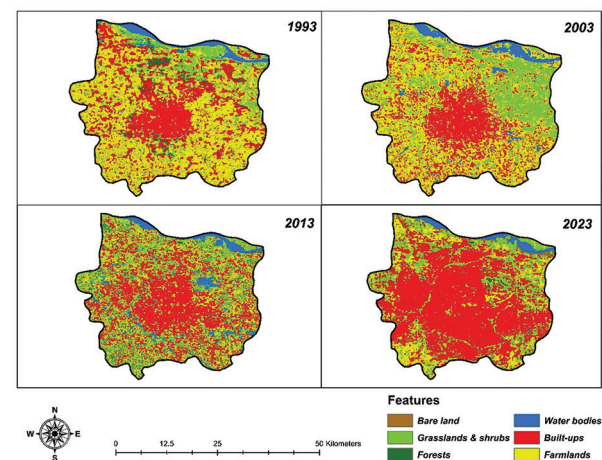 1993
2003
2013
2023
Features
Bare land
Water bodies
Grasslands & shrubs
Built-ups
Forests
Farmlands
N
W E
S
0 12.5 25 50 Kilometers